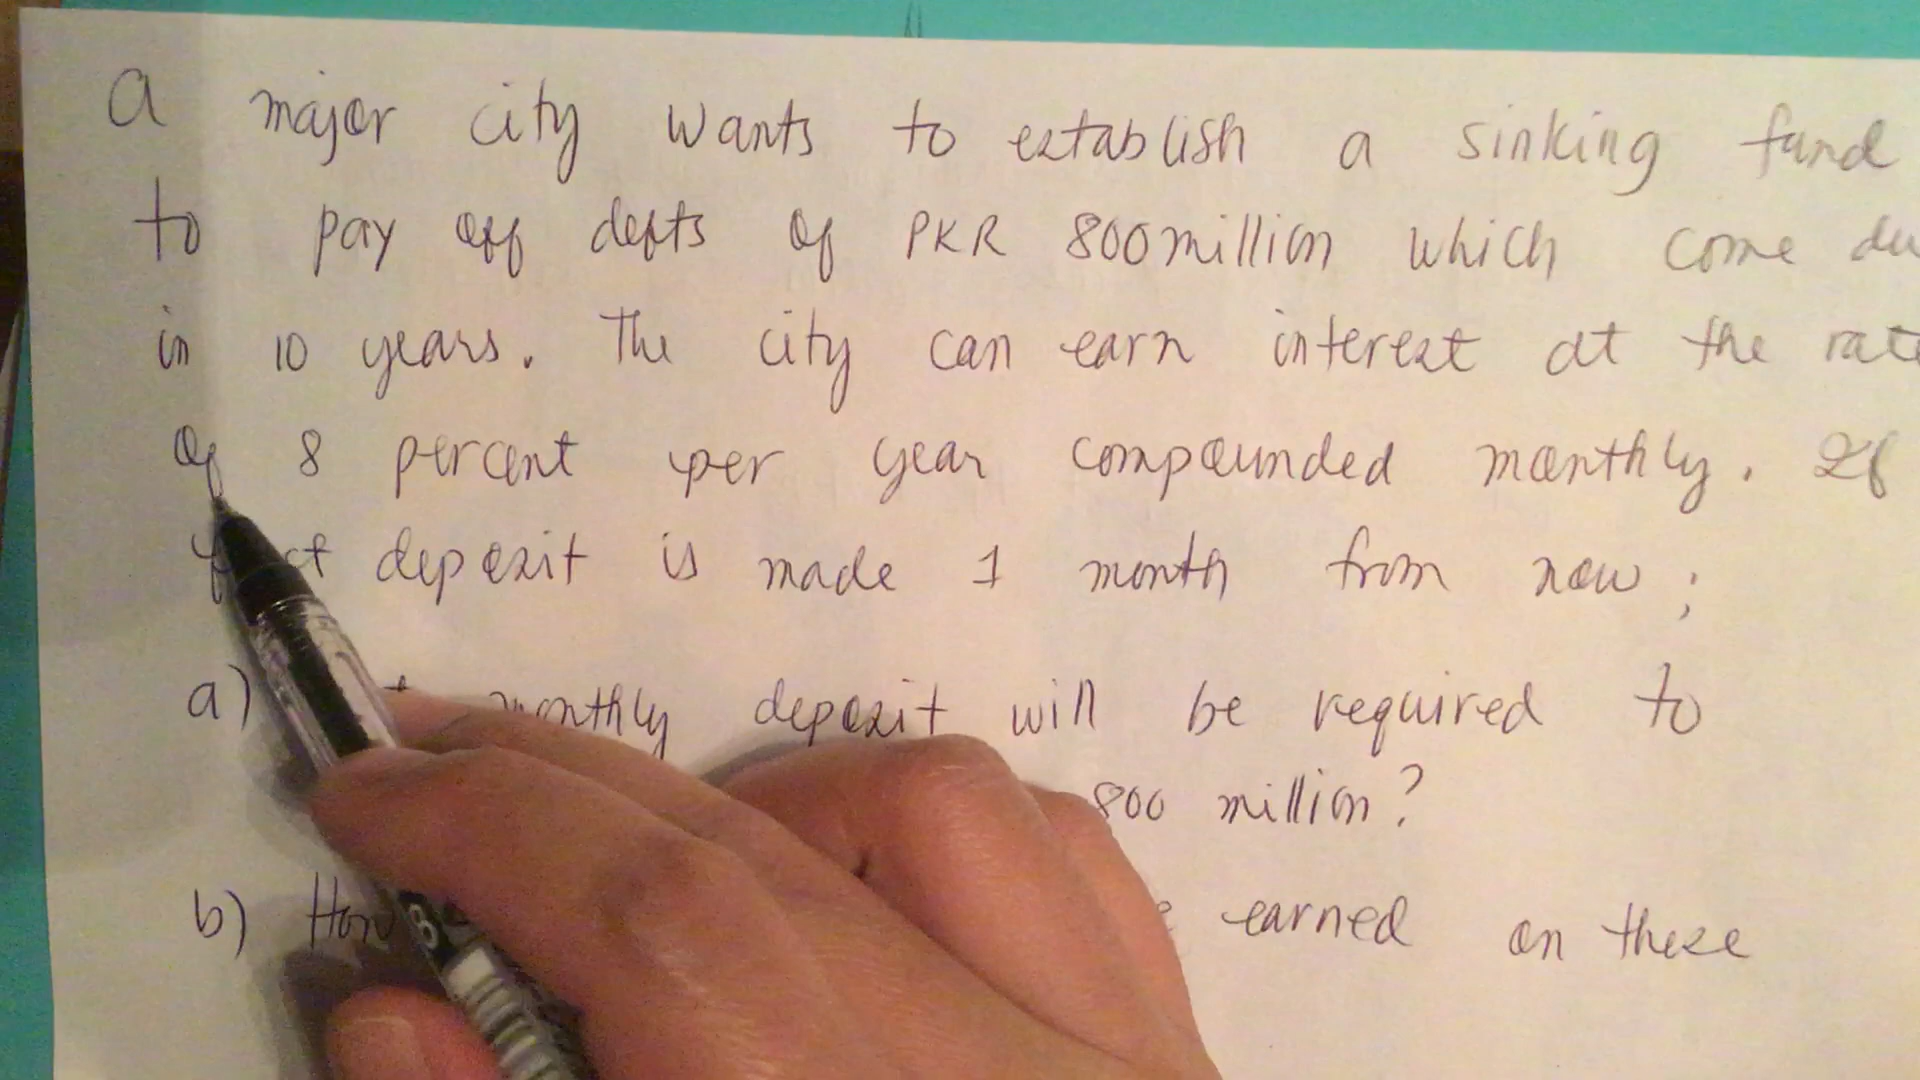 a major city wants to establish a sinking fund
to pay off debts of PKR 800 million which come du
in 10 years. The city can earn interest at the rate
of 8 percent per year compounded monthly. If
deposit is made 1 month from now;
a) monthly deposit will be required to
800 million?
b) How earned on these